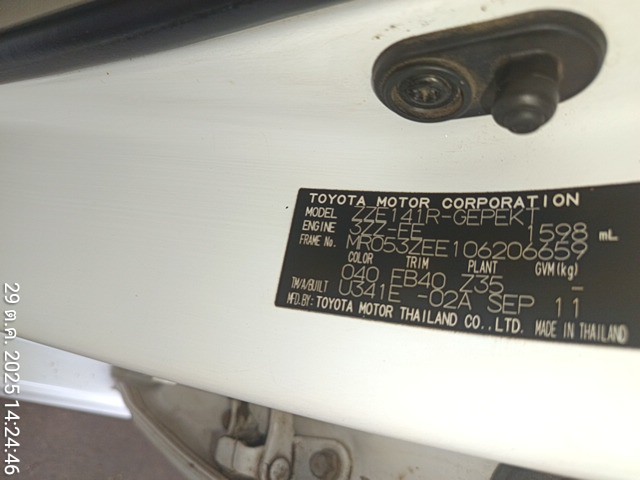 TOYOTA MOTOR CORPORATION
MODEL ZZE141R-GEPEKT
ENGINE 3ZZ-FE 1598 mL
FRAME No. MR053ZEE106206659
COLOR TRIM PLANT GVM(kg)
040 FB40 Z35 -
TM/A/BUILT U341E -02A SEP 11
MFD.BY: TOYOTA MOTOR THAILAND CO.,LTD. MADE IN THAILAND
29 ต.ค. 2025 14:24:46